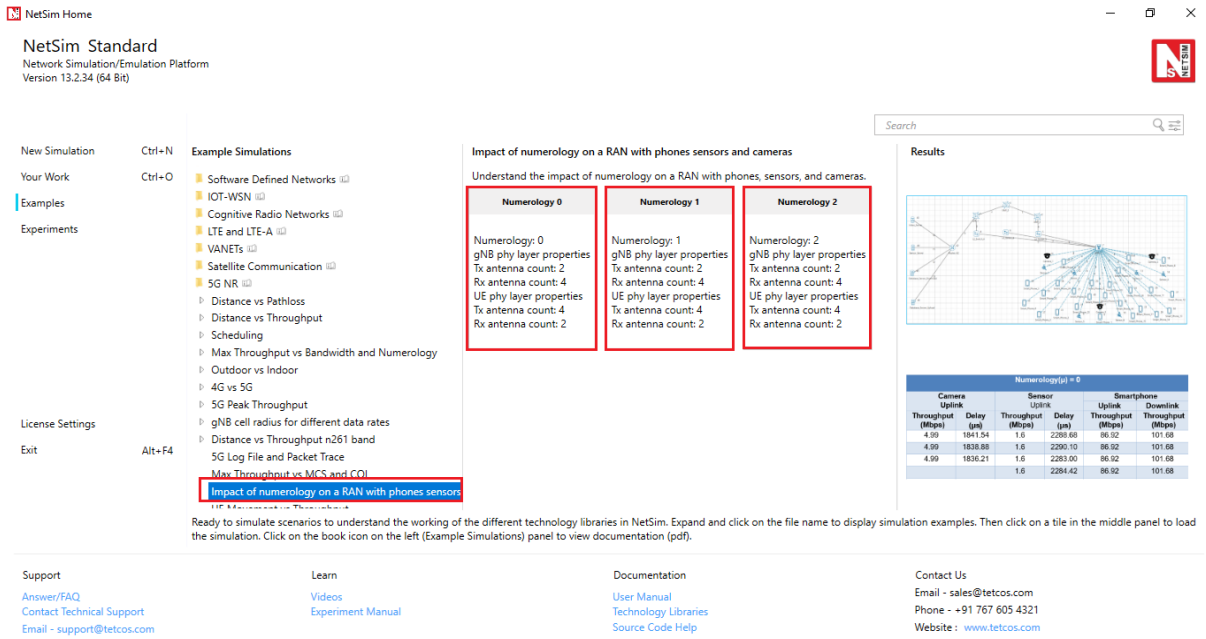 NetSim Home
NetSim Standard
Network Simulation/Emulation Platform
Version 13.2.34 (64 Bit)
NETSIM
Search
New Simulation Ctrl+N
Your Work Ctrl+O
Examples
Experiments
License Settings
Exit Alt+F4
Example Simulations
Software Defined Networks
IOT-WSN
Cognitive Radio Networks
LTE and LTE-A
VANETs
Satellite Communication
5G NR
Distance vs Pathloss
Distance vs Throughput
Scheduling
Max Throughput vs Bandwidth and Numerology
Outdoor vs Indoor
4G vs 5G
5G Peak Throughput
gNB cell radius for different data rates
Distance vs Throughput n261 band
5G Log File and Packet Trace
Max Throughput vs MCS and CQI
Impact of numerology on a RAN with phones sensors
UE Movement vs Throughput
Impact of numerology on a RAN with phones sensors and cameras
Understand the impact of numerology on a RAN with phones, sensors, and cameras.
Numerology 0
Numerology: 0
gNB phy layer properties
Tx antenna count: 2
Rx antenna count: 4
UE phy layer properties
Tx antenna count: 4
Rx antenna count: 2
Numerology 1
Numerology: 1
gNB phy layer properties
Tx antenna count: 2
Rx antenna count: 4
UE phy layer properties
Tx antenna count: 4
Rx antenna count: 2
Numerology 2
Numerology: 2
gNB phy layer properties
Tx antenna count: 2
Rx antenna count: 4
UE phy layer properties
Tx antenna count: 4
Rx antenna count: 2
Results
Numerology(μ) = 0
Camera Sensor Smartphone
Uplink Uplink Uplink Downlink
Throughput Delay Throughput Delay Throughput Throughput
(Mbps) (μs) (Mbps) (μs) (Mbps) (Mbps)
4.99 1841.54 1.6 2288.68 86.92 101.68
4.99 1838.88 1.6 2290.10 86.92 101.68
4.99 1836.21 1.6 2283.00 86.92 101.68
1.6 2284.42 86.92 101.68
Ready to simulate scenarios to understand the working of the different technology libraries in NetSim. Expand and click on the file name to display simulation examples. Then click on a tile in the middle panel to load
the simulation. Click on the book icon on the left (Example Simulations) panel to view documentation (pdf).
Support
Answer/FAQ
Contact Technical Support
Email - support@tetcos.com
Learn
Videos
Experiment Manual
Documentation
User Manual
Technology Libraries
Source Code Help
Contact Us
Email - sales@tetcos.com
Phone - +91 767 605 4321
Website : www.tetcos.com